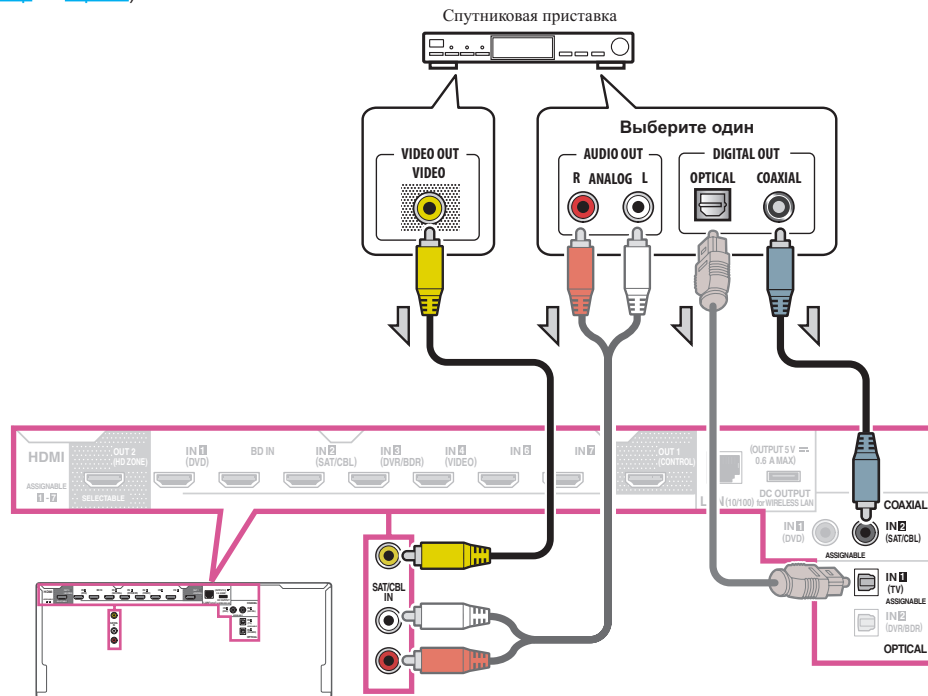 Спутниковая приставка
Выберите один
VIDEO OUT
VIDEO
AUDIO OUT
R ANALOG L
DIGITAL OUT
OPTICAL COAXIAL
HDMI
ASSIGNABLE
1-7
OUT 2
(HD ZONE)
SELECTABLE
IN 1
(DVD)
BD IN
IN 2
(SAT/CBL)
IN 3
(DVR/BDR)
IN 4
(VIDEO)
IN 6
IN 7
OUT 1
(CONTROL)
(OUTPUT 5 V
0.6 A MAX)
(10/100)
DC OUTPUT
for WIRELESS LAN
COAXIAL
IN 1
(DVD)
IN 2
(SAT/CBL)
ASSIGNABLE
SAT/CBL
IN
IN 1
(TV)
ASSIGNABLE
IN 2
(DVR/BDR)
OPTICAL